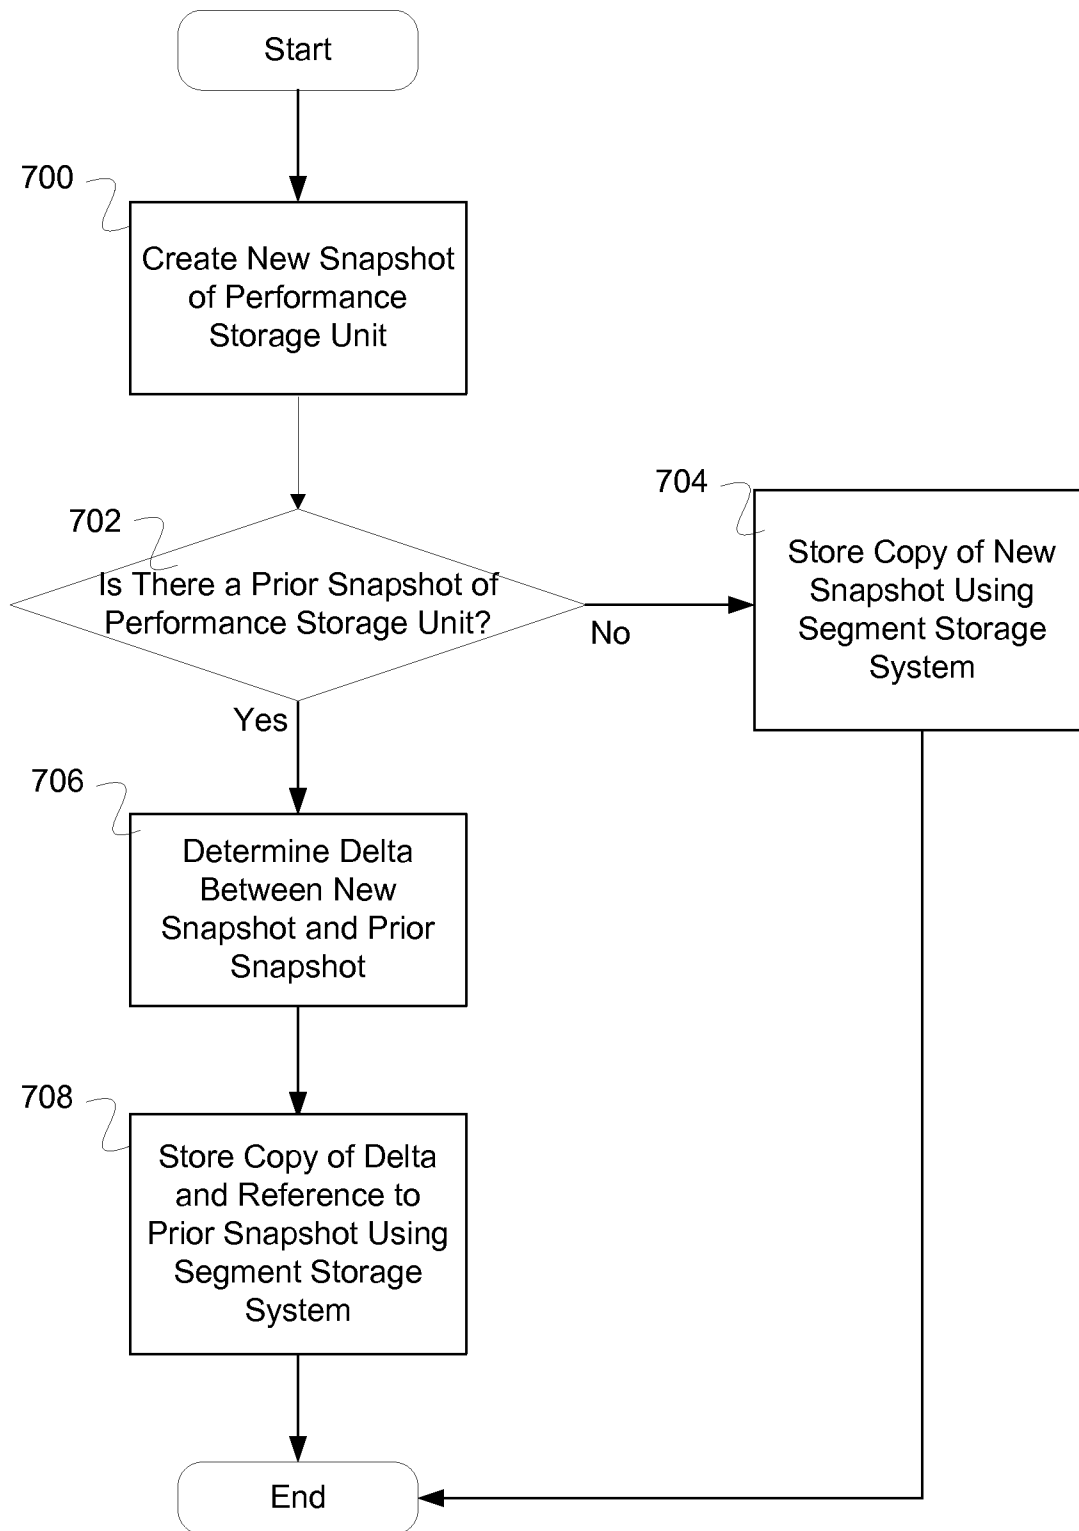 Start
700
Create New Snapshot
of Performance
Storage Unit
702
Is There a Prior Snapshot of
Performance Storage Unit?
No
Yes
704
Store Copy of New
Snapshot Using
Segment Storage
System
706
Determine Delta
Between New
Snapshot and Prior
Snapshot
708
Store Copy of Delta
and Reference to
Prior Snapshot Using
Segment Storage
System
End